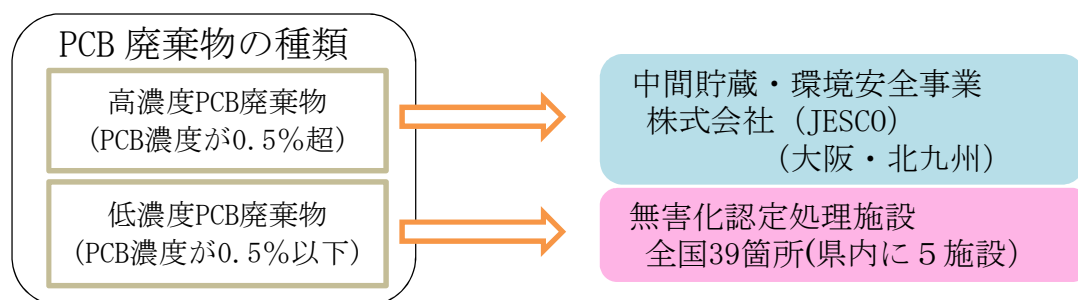 PCB 廃棄物の種類
高濃度PCB廃棄物
(PCB濃度が0.5％超)
中間貯蔵・環境安全事業
株式会社（JESCO）
（大阪・北九州）
低濃度PCB廃棄物
(PCB濃度が0.5％以下)
無害化認定処理施設
全国39箇所(県内に５施設）